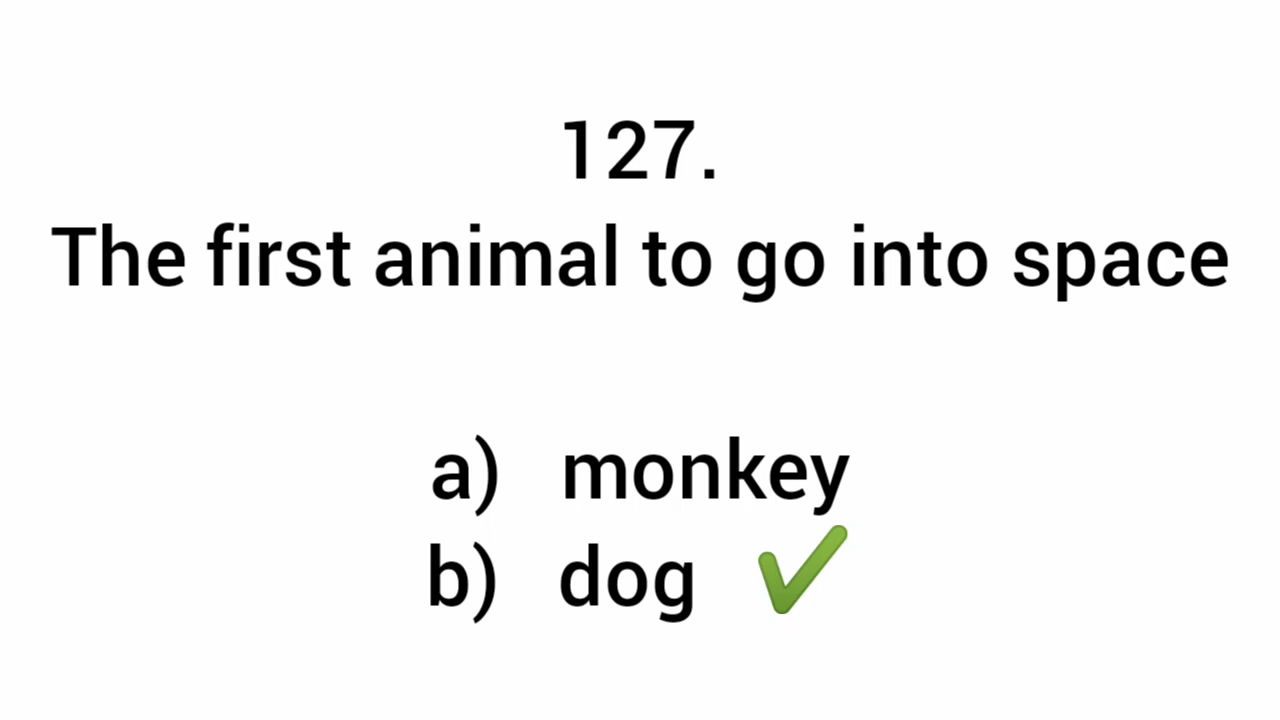 127.
The first animal to go into space
a) monkey
b) dog ✔